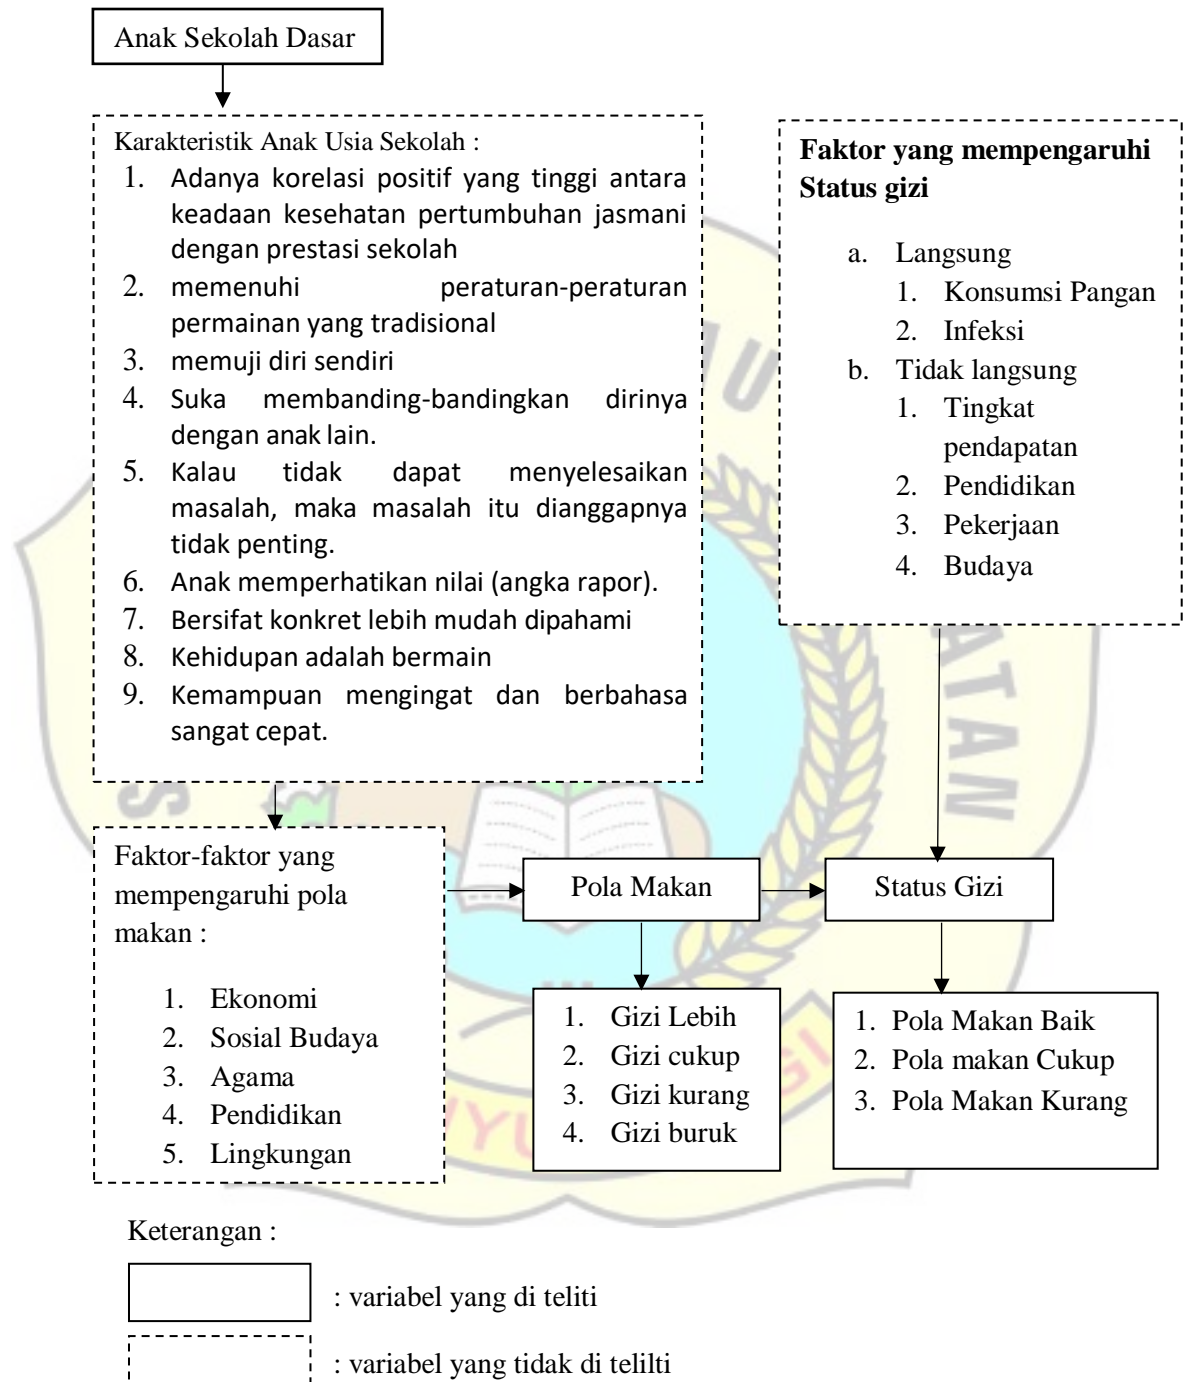 Anak Sekolah Dasar
Karakteristik Anak Usia Sekolah :
1. Adanya korelasi positif yang tinggi antara
keadaan kesehatan pertumbuhan jasmani
dengan prestasi sekolah
2. memenuhi peraturan-peraturan
permainan yang tradisional
3. memuji diri sendiri
4. Suka membanding-bandingkan dirinya
dengan anak lain.
5. Kalau tidak dapat menyelesaikan
masalah, maka masalah itu dianggapnya
tidak penting.
6. Anak memperhatikan nilai (angka rapor).
7. Bersifat konkret lebih mudah dipahami
8. Kehidupan adalah bermain
9. Kemampuan mengingat dan berbahasa
sangat cepat.
Faktor yang mempengaruhi
Status gizi
a. Langsung
1. Konsumsi Pangan
2. Infeksi
b. Tidak langsung
1. Tingkat
pendapatan
2. Pendidikan
3. Pekerjaan
4. Budaya
Faktor-faktor yang
mempengaruhi pola
makan :
1. Ekonomi
2. Sosial Budaya
3. Agama
4. Pendidikan
5. Lingkungan
Pola Makan
Status Gizi
1. Gizi Lebih
2. Gizi cukup
3. Gizi kurang
4. Gizi buruk
1. Pola Makan Baik
2. Pola makan Cukup
3. Pola Makan Kurang
Keterangan :
: variabel yang di teliti
: variabel yang tidak di telilti